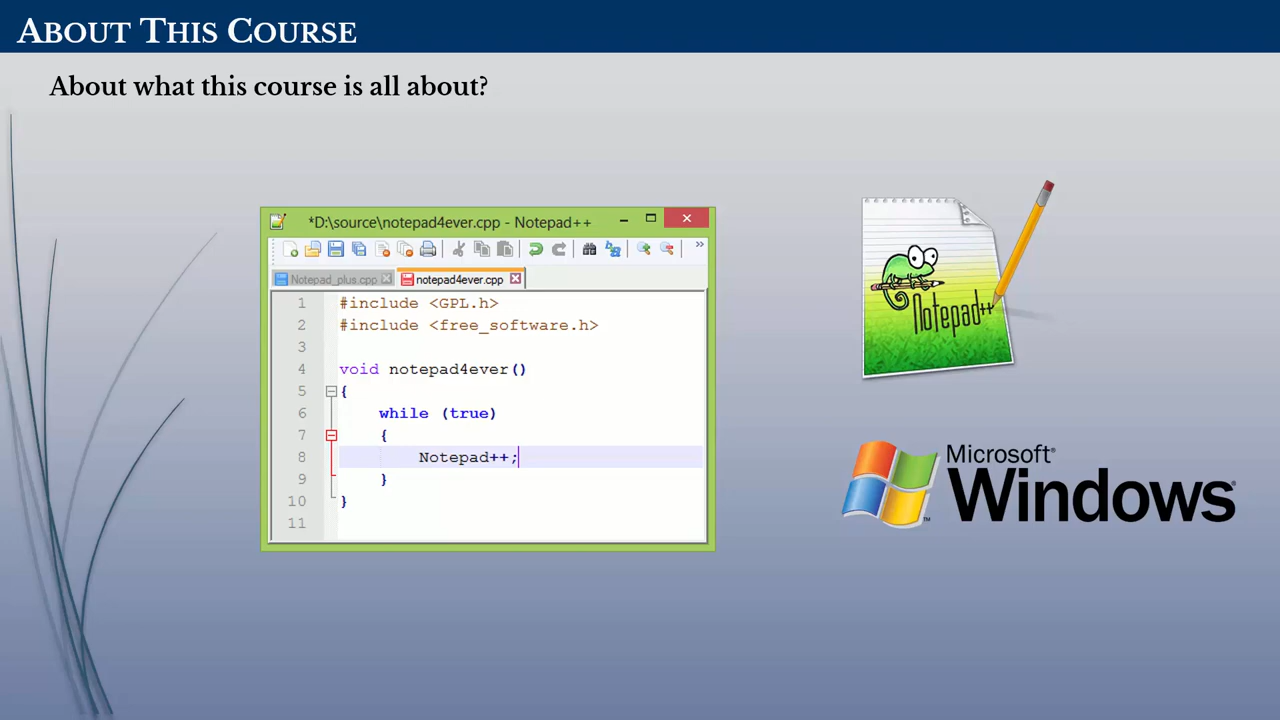 ABOUT THIS COURSE
About what this course is all about?
*D:\source\notepad4ever.cpp - Notepad++
Notepad_plus.cpp
notepad4ever.cpp
1 #include <GPL.h>
2 #include <free_software.h>
3
4 void notepad4ever()
5 {
6 while (true)
7 {
8 Notepad++;
9 }
10 }
11
Notepad++
Microsoft®
Windows®